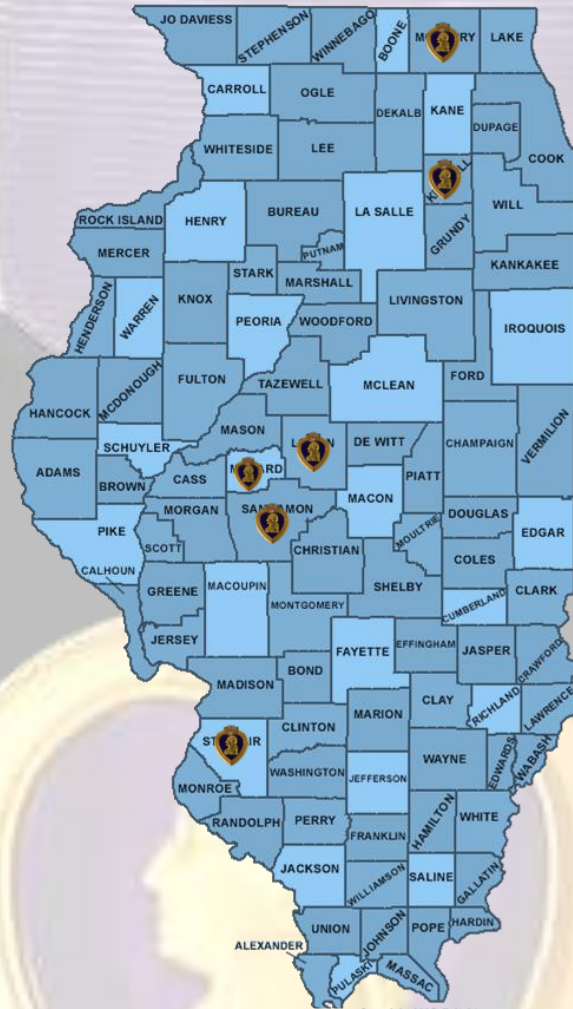 JO DAVIESS
STEPHENSON
WINNEBAGO
BOONE
LAKE
CARROLL
OGLE
DEKALB
KANE
DUPAGE
COOK
WHITESIDE
LEE
ROCK ISLAND
HENRY
BUREAU
LA SALLE
WILL
PUTNAM
GRUNDY
MERCER
STARK
MARSHALL
KANKAKEE
HENDERSON
WARREN
KNOX
PEORIA
WOODFORD
LIVINGSTON
IROQUOIS
HANCOCK
MCDONOUGH
FULTON
TAZEWELL
MCLEAN
FORD
SCHUYLER
MASON
DE WITT
CHAMPAIGN
VERMILION
ADAMS
BROWN
CASS
PIATT
MACON
MORGAN
DOUGLAS
PIKE
SCOTT
CHRISTIAN
MOULTRIE
EDGAR
COLES
CALHOUN
GREENE
MACOUPIN
SHELBY
MONTGOMERY
CUMBERLAND
CLARK
JERSEY
FAYETTE
EFFINGHAM
JASPER
CRAWFORD
MADISON
BOND
CLAY
RICHLAND
LAWRENCE
MARION
CLINTON
WAYNE
EDWARDS
WABASH
WASHINGTON
JEFFERSON
MONROE
RANDOLPH
PERRY
HAMILTON
WHITE
FRANKLIN
JACKSON
WILLIAMSON
SALINE
GALLATIN
UNION
JOHNSON
POPE
HARDIN
ALEXANDER
PULASKI
MASSAC